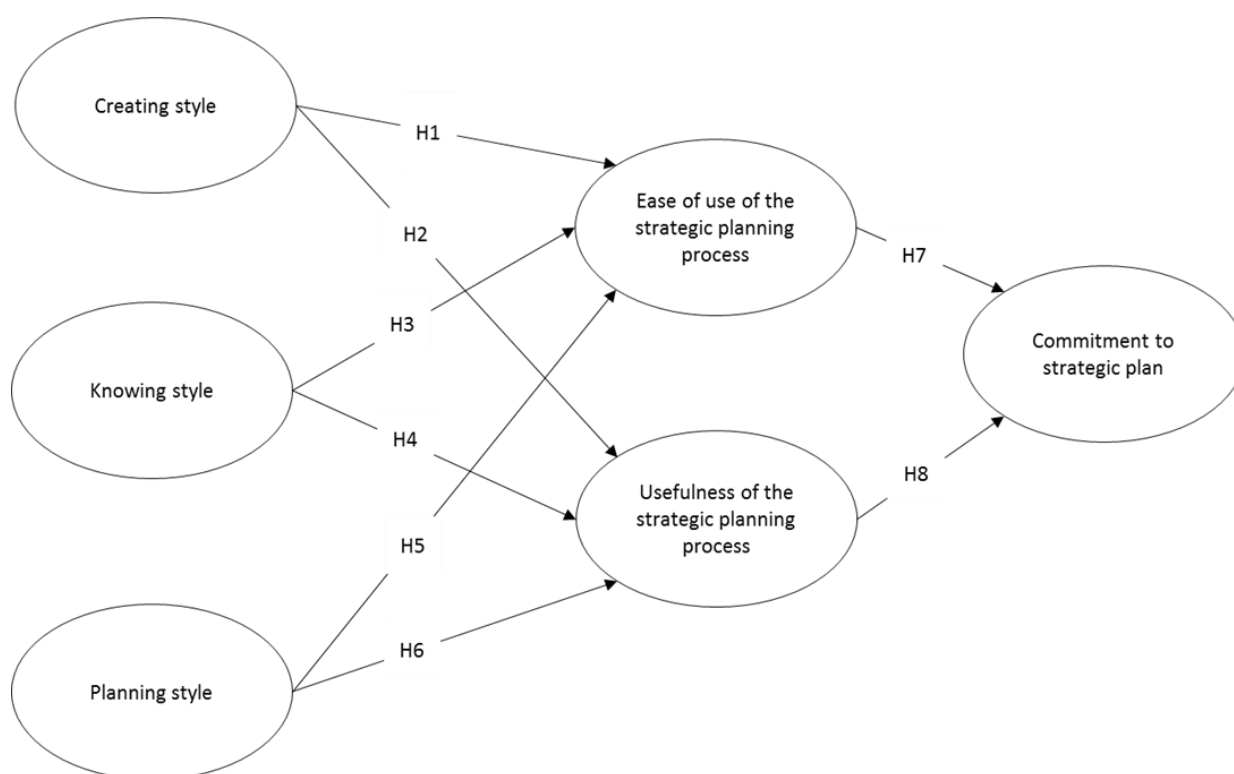 Creating style
H1
Ease of use of the
strategic planning
process
H2
H7
H3
Commitment to
strategic plan
Knowing style
H4
H8
Usefulness of the
strategic planning
process
H5
H6
Planning style